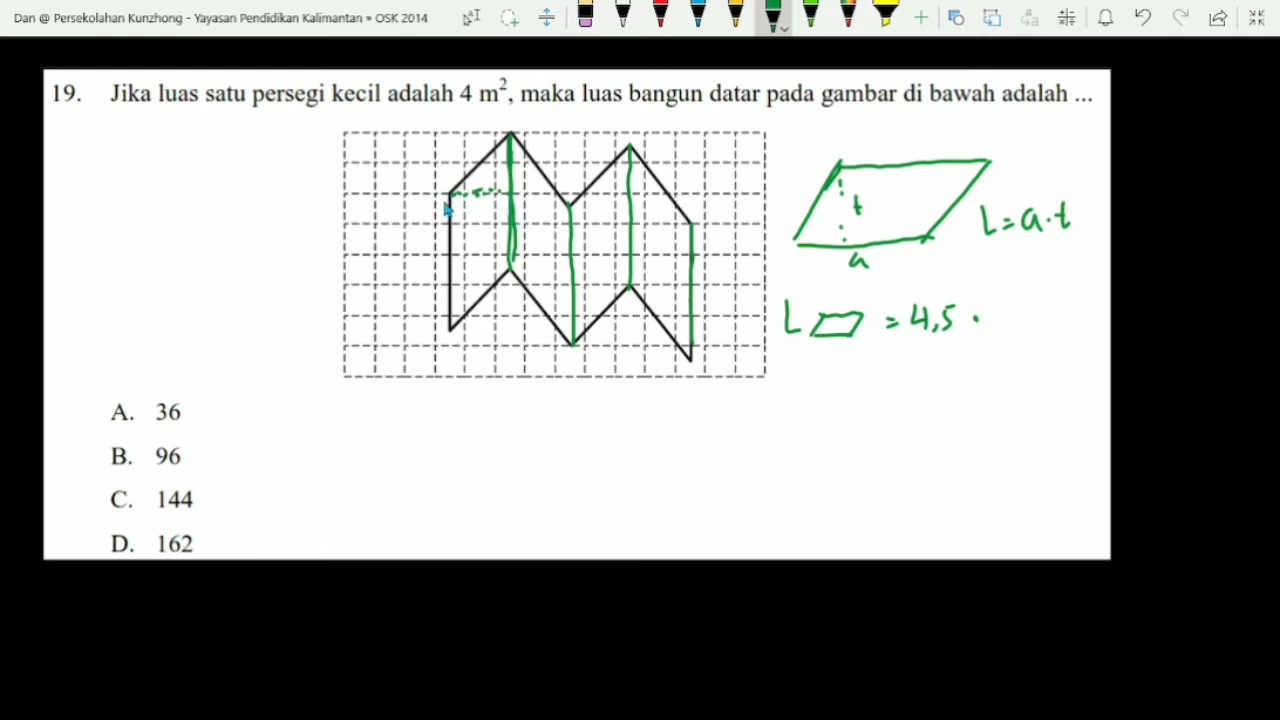 Dan @ Persekolahan Kunzhong - Yayasan Pendidikan Kalimantan » OSK 2014
19. Jika luas satu persegi kecil adalah 4 m², maka luas bangun datar pada gambar di bawah adalah ...
t
L = a · t
a
L ▱ = 4,5 ·
A. 36
B. 96
C. 144
D. 162